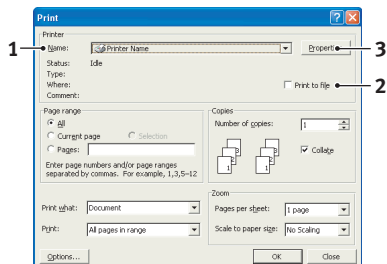 Print
Printer
1 Name: Printer Name Properti 3
Status: Idle
Type:
Where: Print to file 2
Comment:
Page range
All
Current page Selection
Pages:
Enter page numbers and/or page ranges
separated by commas. For example, 1,3,5-12
Copies
Number of copies: 1
Collate
Print what: Document
Print: All pages in range
Zoom
Pages per sheet: 1 page
Scale to paper size: No Scaling
Options... OK Close